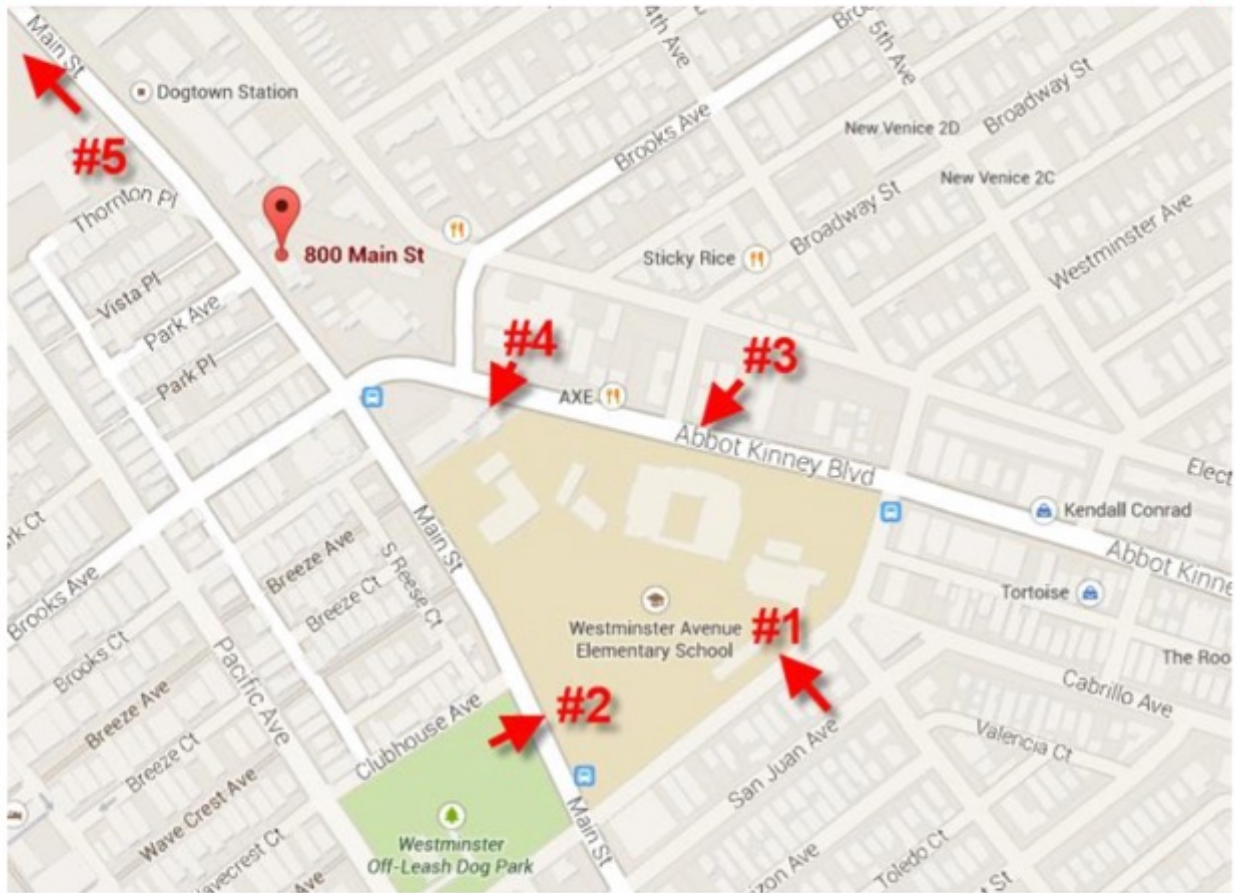 Main St
Dogtown Station
#5
Thornton Pl
Vista Pl
Park Ave
Park Pl
800 Main St
4th Ave
5th Ave
Brooks Ave
New Venice 2D
Broadway St
New Venice 2C
Broadway St
Westminster Ave
Sticky Rice
#4
#3
AXE
Abbot Kinney Blvd
Elect
Kendall Conrad
Abbot Kinne
Tortoise
The Roo
Cabrillo Ave
Valencia Ct
Main St
Breeze Ave
S Reese Ct
Breeze Ct
Brooks Ave
Brooks Ct
Pacific Ave
Breeze Ave
Breeze Ct
Wave Crest Ave
Clubhouse Ave
Westminster Avenue
Elementary School
#1
#2
San Juan Ave
Main St
Westminster
Off-Leash Dog Park
Toledo Ct